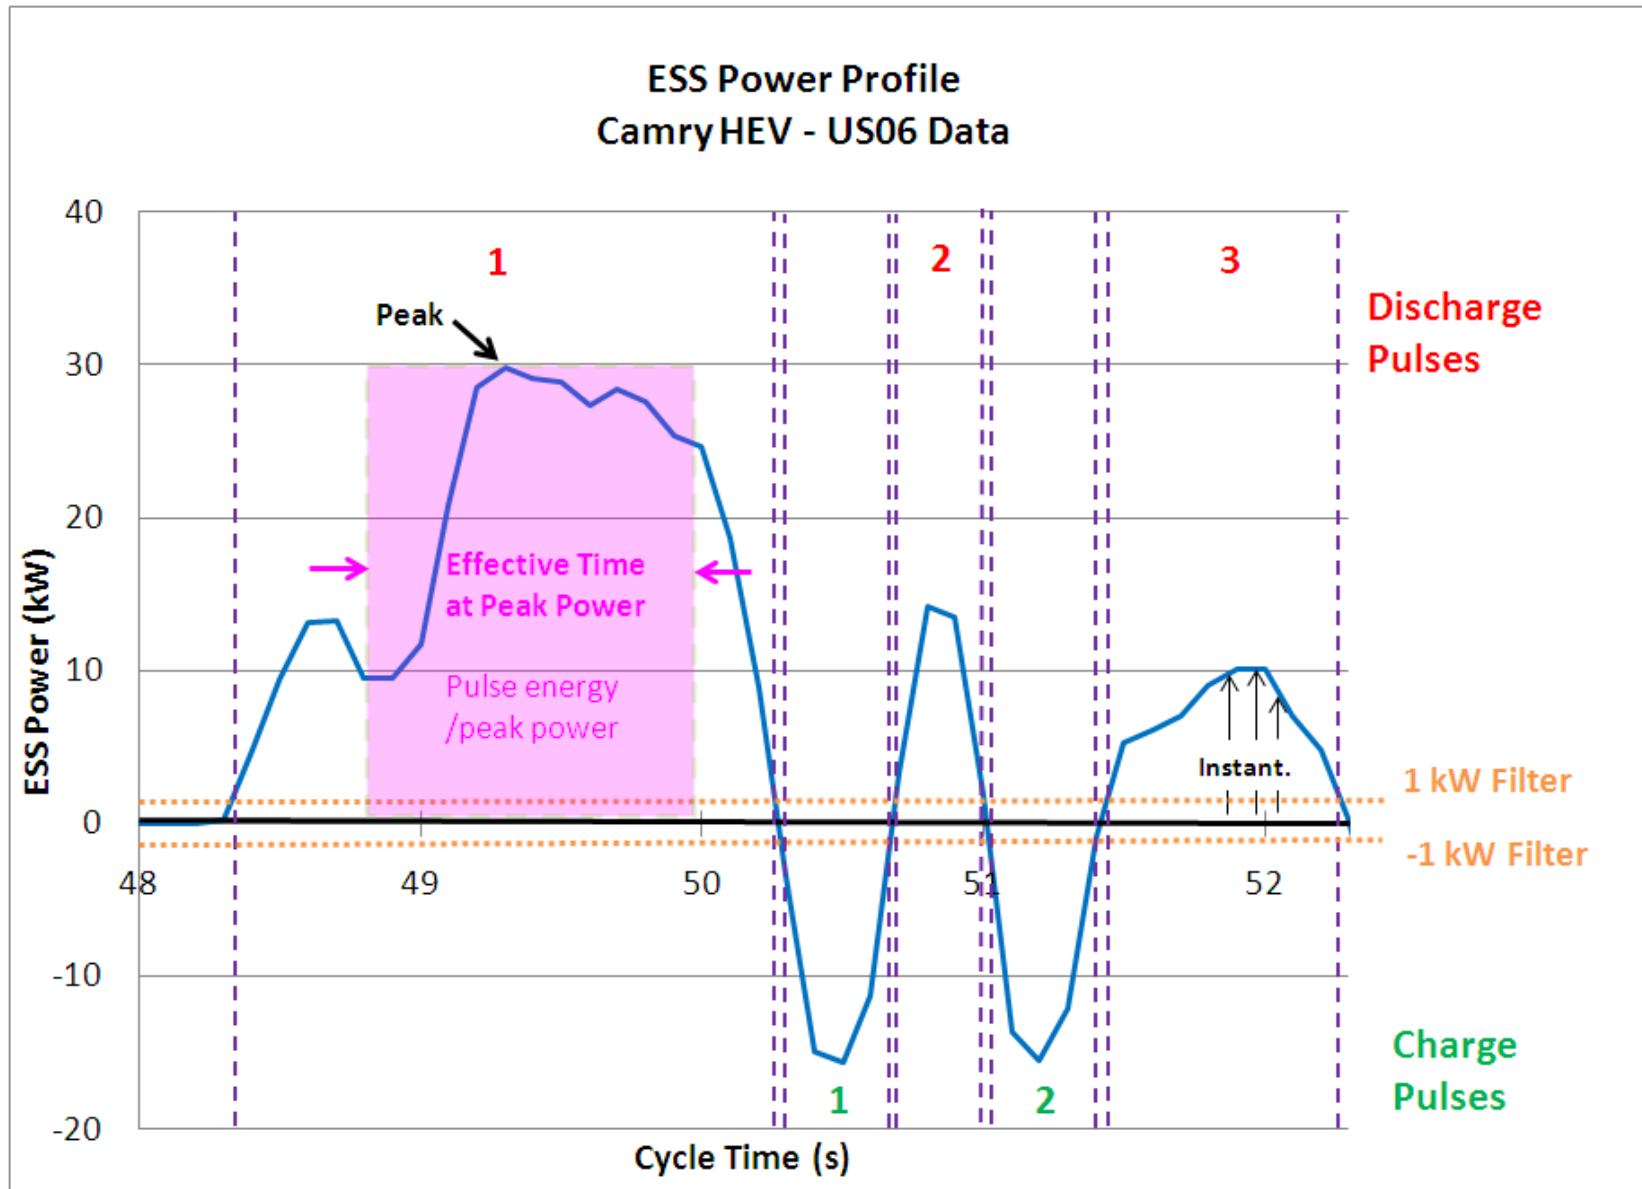 ESS Power Profile
Camry HEV - US06 Data
40
30
20
10
0
-10
-20
ESS Power (kW)
1
2
3
Peak
Discharge
Pulses
Effective Time
at Peak Power
Pulse energy
/peak power
Instant.
1 kW Filter
-1 kW Filter
48
49
50
51
52
1
2
Charge
Pulses
Cycle Time (s)